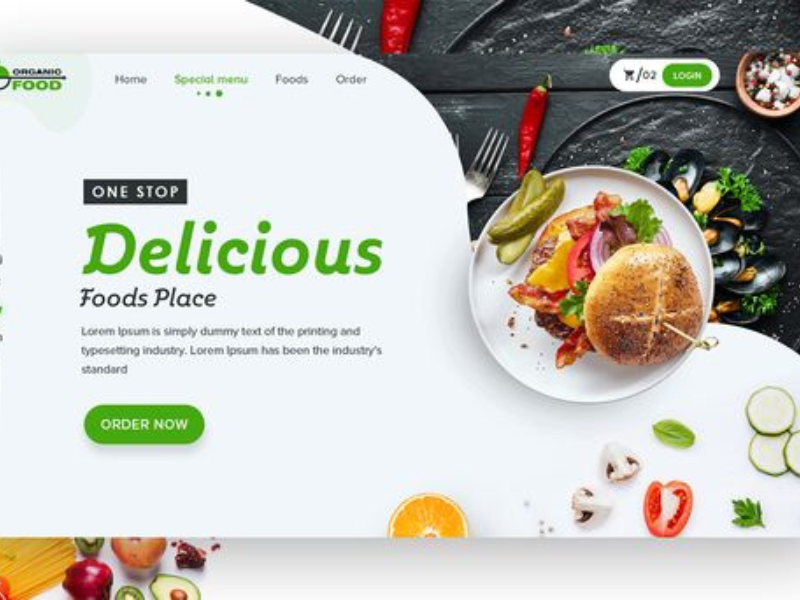 ORGANIC
FOOD
Home
Special menu
Foods
Order
/02
LOGIN
ONE STOP
Delicious
Foods Place
Lorem Ipsum is simply dummy text of the printing and
typesetting industry. Lorem Ipsum has been the industry's
standard
ORDER NOW